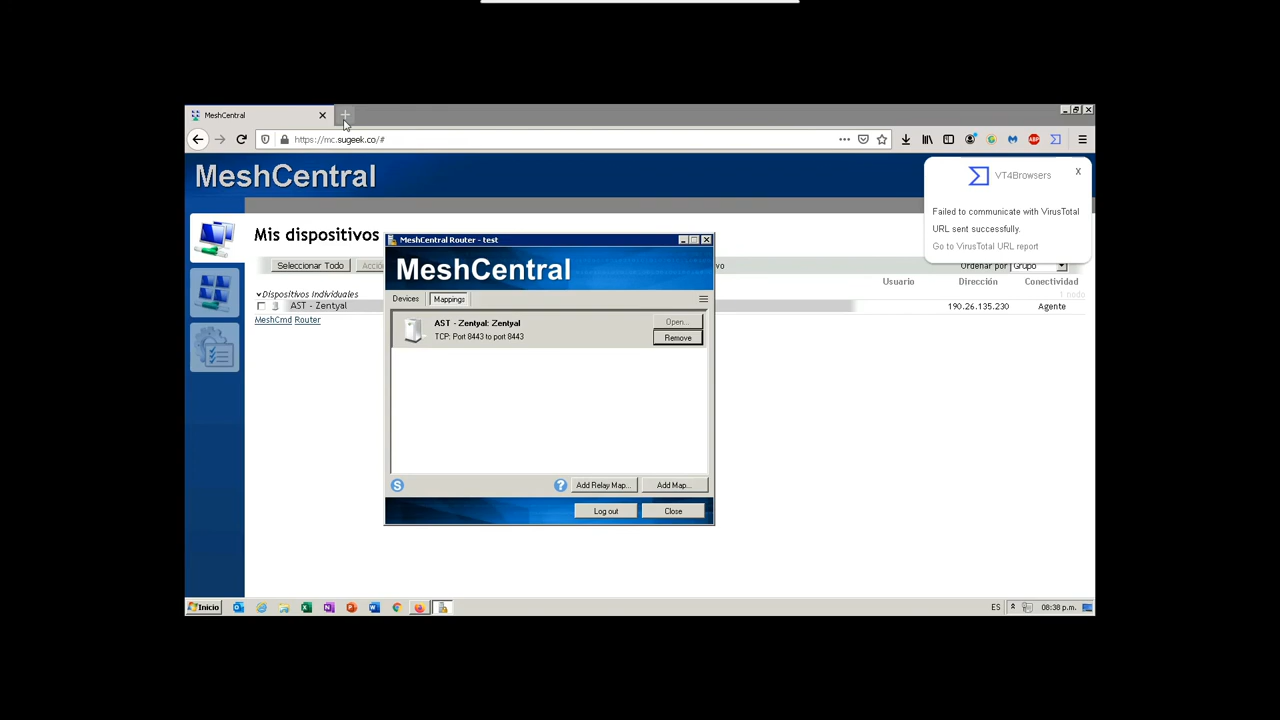 MeshCentral
https://mc.sugeek.co/#
MeshCentral
VT4Browsers
X
Failed to communicate with VirusTotal
URL sent successfully.
Go to VirusTotal URL report
Mis dispositivos
Seleccionar Todo
Ordenar por
Grupo
Usuario
Dirección
Conectividad
Dispositivos Individuales
1 nodo
AST - Zentyal
190.26.135.230
Agente
MeshCmd
Router
MeshCentral Router - test
MeshCentral
Devices
Mappings
AST - Zentyal: Zentyal
TCP: Port 8443 to port 8443
Open...
Remove
S
?
Add Relay Map...
Add Map...
Log out
Close
Inicio
ES
08:38 p.m.